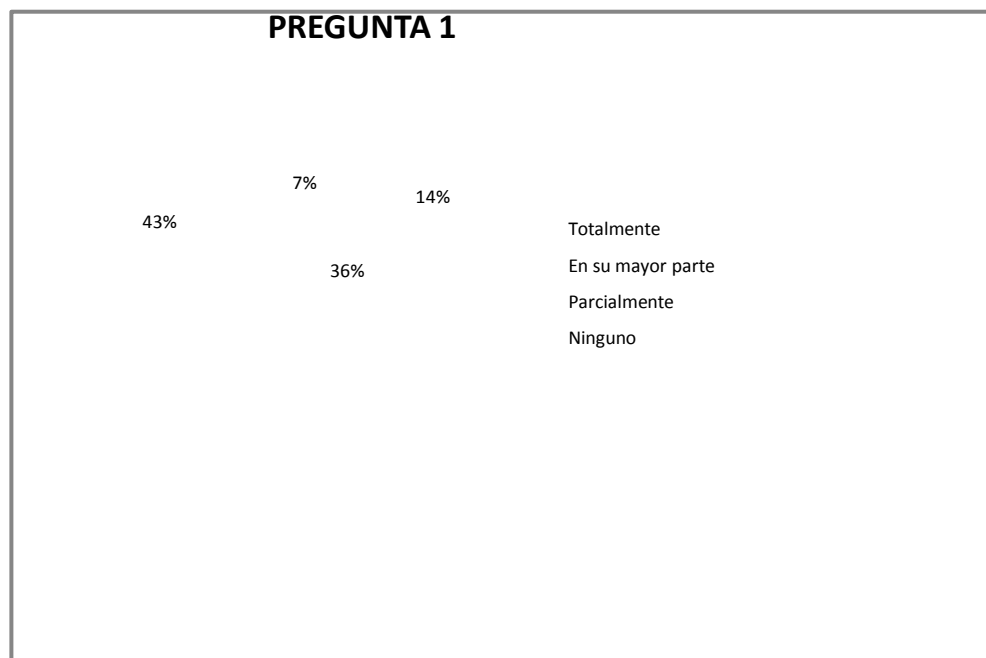 PREGUNTA 1
7%
14%
43%
36%
Totalmente
En su mayor parte
Parcialmente
Ninguno